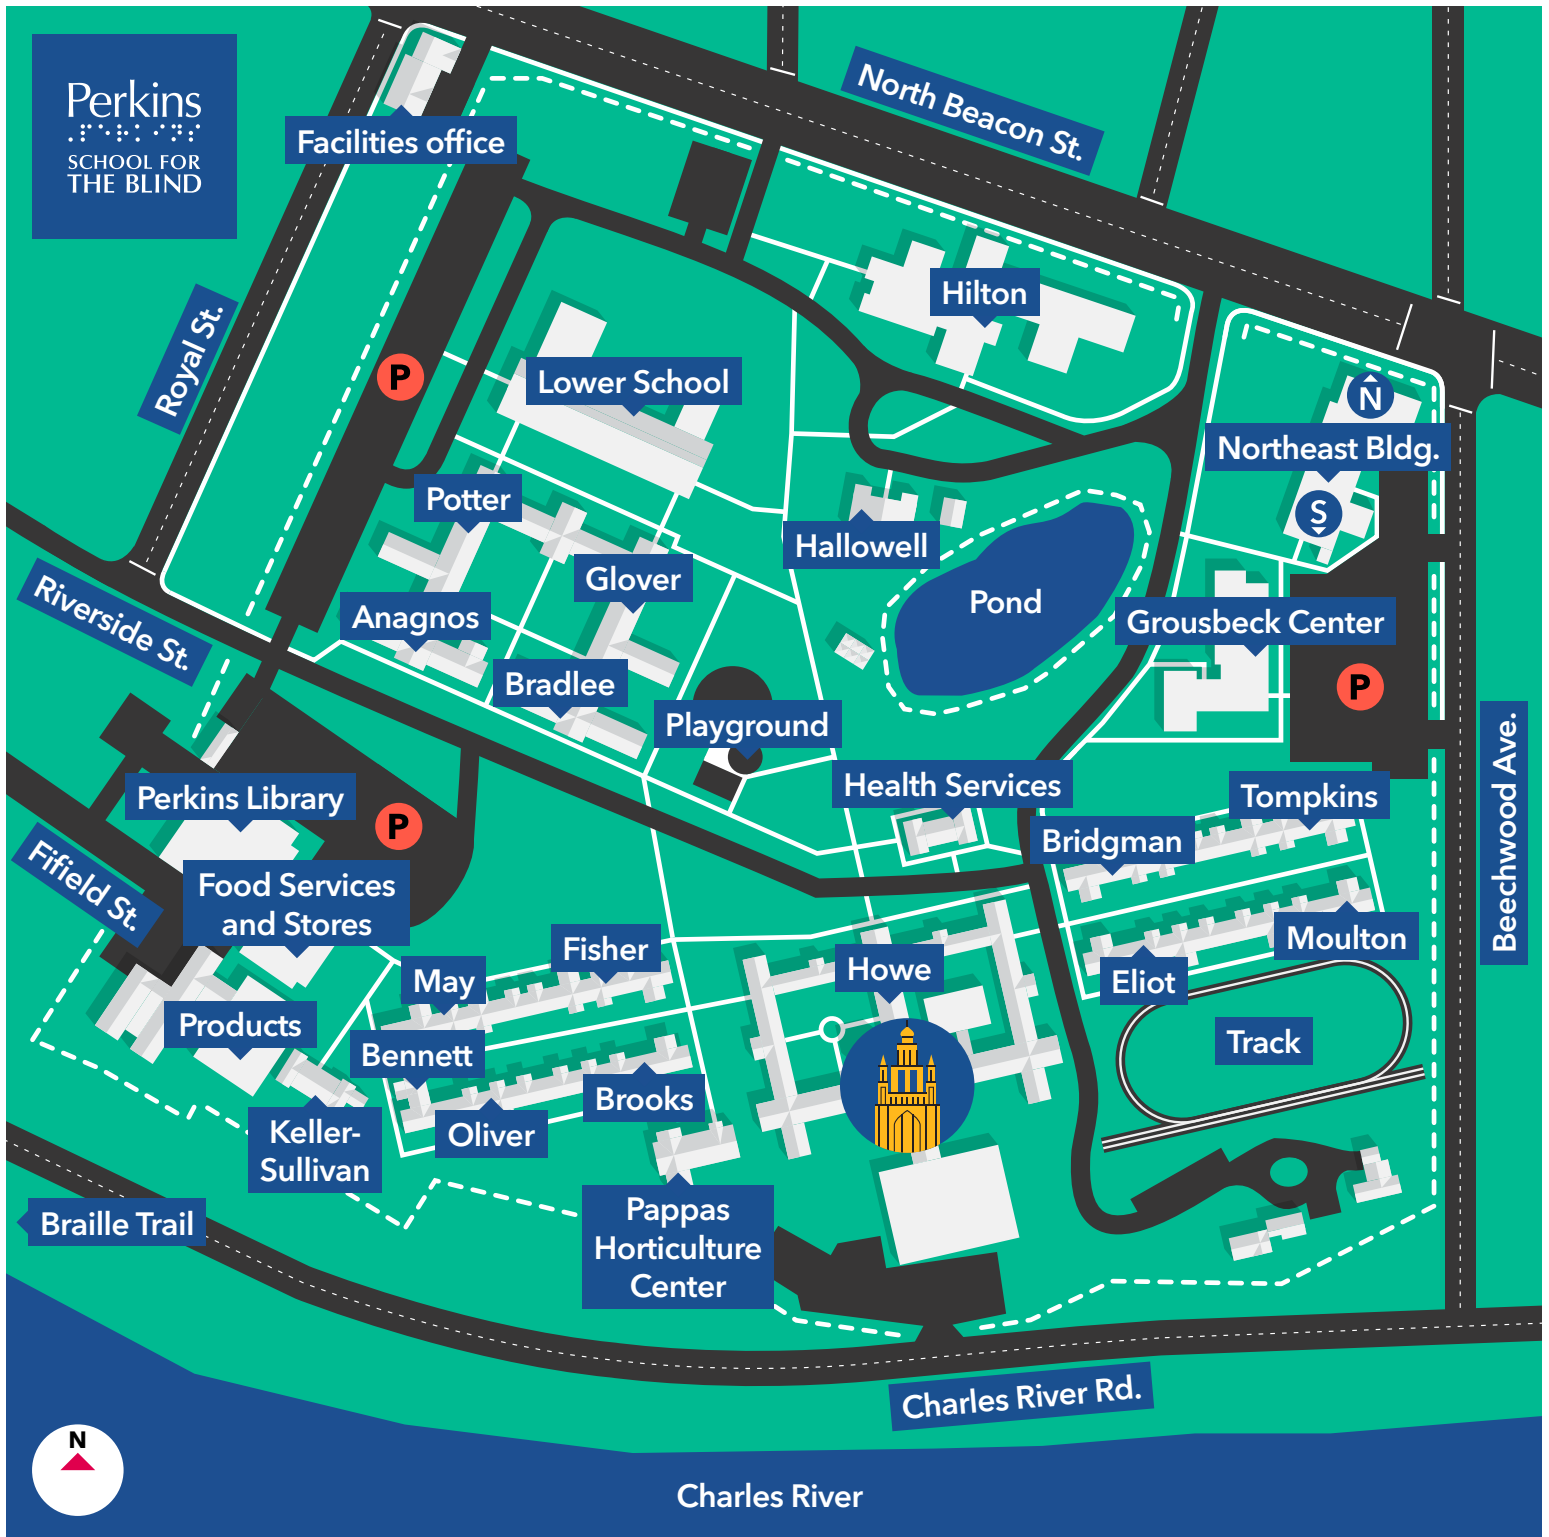 Perkins
⠏⠑⠗⠅⠊⠝⠎
SCHOOL FOR
THE BLIND
Facilities office
North Beacon St.
Royal St.
Hilton
P
Lower School
N
Northeast Bldg.
S
Potter
Hallowell
Glover
Pond
Anagnos
Grousbeck Center
Riverside St.
Bradlee
P
Playground
Beechwood Ave.
Health Services
Tompkins
Perkins Library
P
Bridgman
Fifield St.
Food Services
and Stores
Fisher
Moulton
May
Howe
Eliot
Products
Track
Bennett
Brooks
Oliver
Keller-
Sullivan
Braille Trail
Pappas
Horticulture
Center
Charles River Rd.
N
Charles River